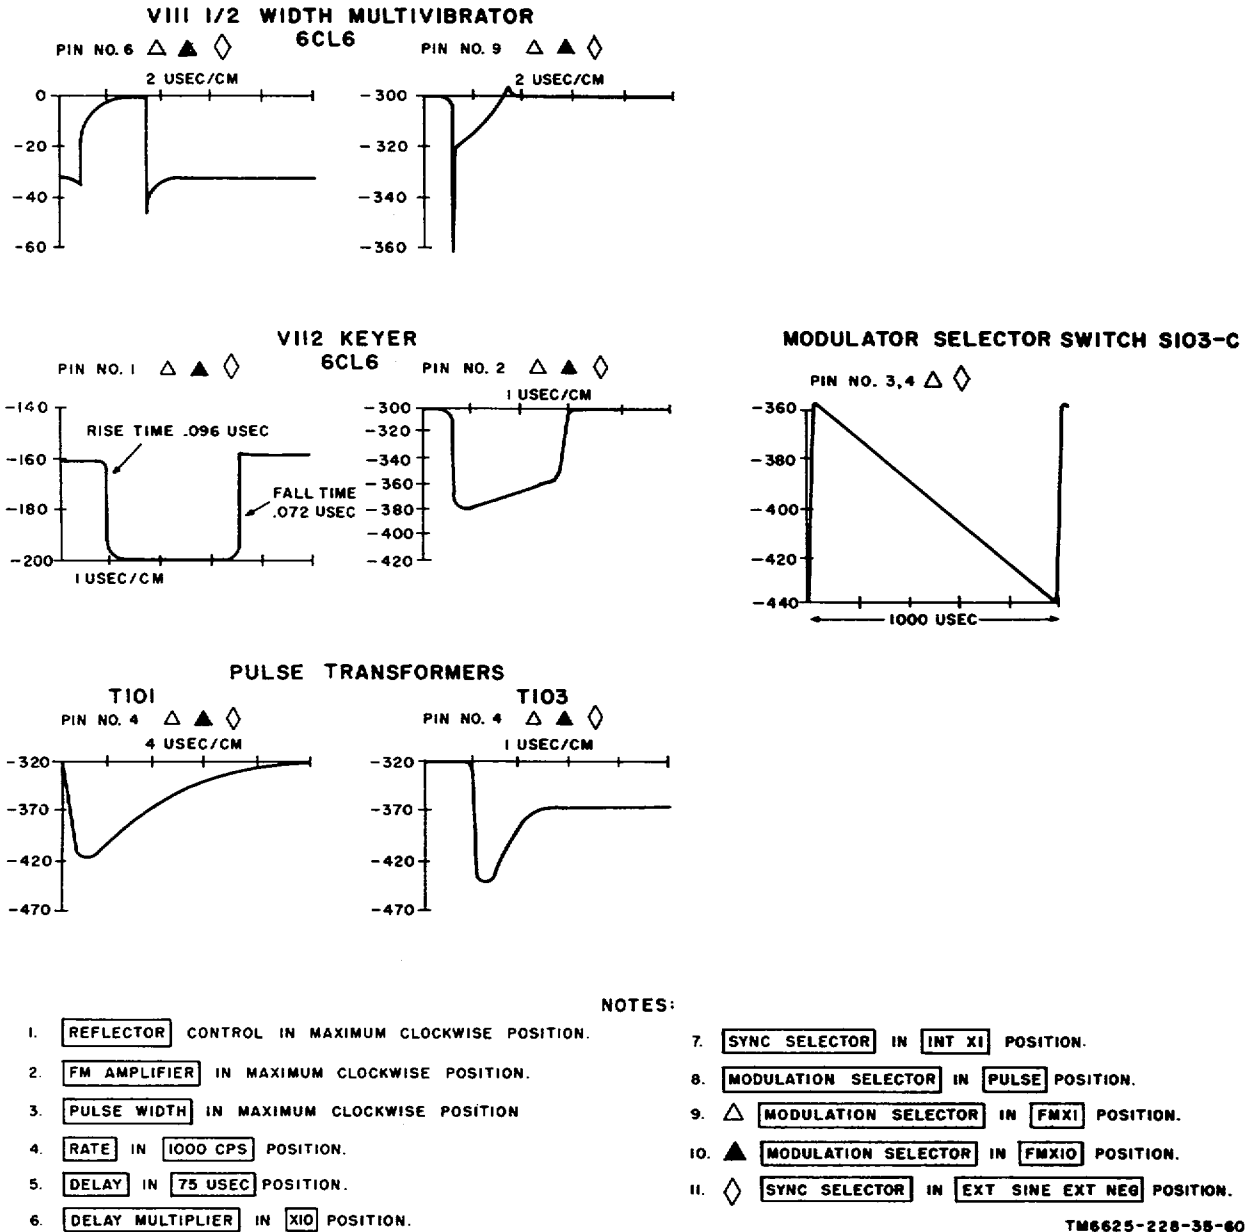 VIII 1/2 WIDTH MULTIVIBRATOR
6CL6
PIN NO. 6 △ ▲ ◇
2 USEC/CM
0
-20
-40
-60
PIN NO. 9 △ ▲ ◇
2 USEC/CM
-300
-320
-340
-360
V112 KEYER
6CL6
PIN NO. 1 △ ▲ ◇
-140
-160
-180
-200
RISE TIME .096 USEC
FALL TIME
.072 USEC
1 USEC/CM
PIN NO. 2 △ ▲ ◇
1 USEC/CM
-300
-320
-340
-360
-380
-400
-420
MODULATOR SELECTOR SWITCH S103-C
PIN NO. 3,4 △ ◇
-360
-380
-400
-420
-440
1000 USEC
PULSE TRANSFORMERS
T101
PIN NO. 4 △ ▲ ◇
4 USEC/CM
-320
-370
-420
-470
T103
PIN NO. 4 △ ▲ ◇
1 USEC/CM
-320
-370
-420
-470
NOTES:
1. REFLECTOR CONTROL IN MAXIMUM CLOCKWISE POSITION.
2. FM AMPLIFIER IN MAXIMUM CLOCKWISE POSITION.
3. PULSE WIDTH IN MAXIMUM CLOCKWISE POSITION
4. RATE IN 1000 CPS POSITION.
5. DELAY IN 75 USEC POSITION.
6. DELAY MULTIPLIER IN X10 POSITION.
7. SYNC SELECTOR IN INT X1 POSITION.
8. MODULATION SELECTOR IN PULSE POSITION.
9. △ MODULATION SELECTOR IN FMX1 POSITION.
10. ▲ MODULATION SELECTOR IN FMX10 POSITION.
11. ◇ SYNC SELECTOR IN EXT SINE EXT NEG POSITION.
TM6625-228-35-60